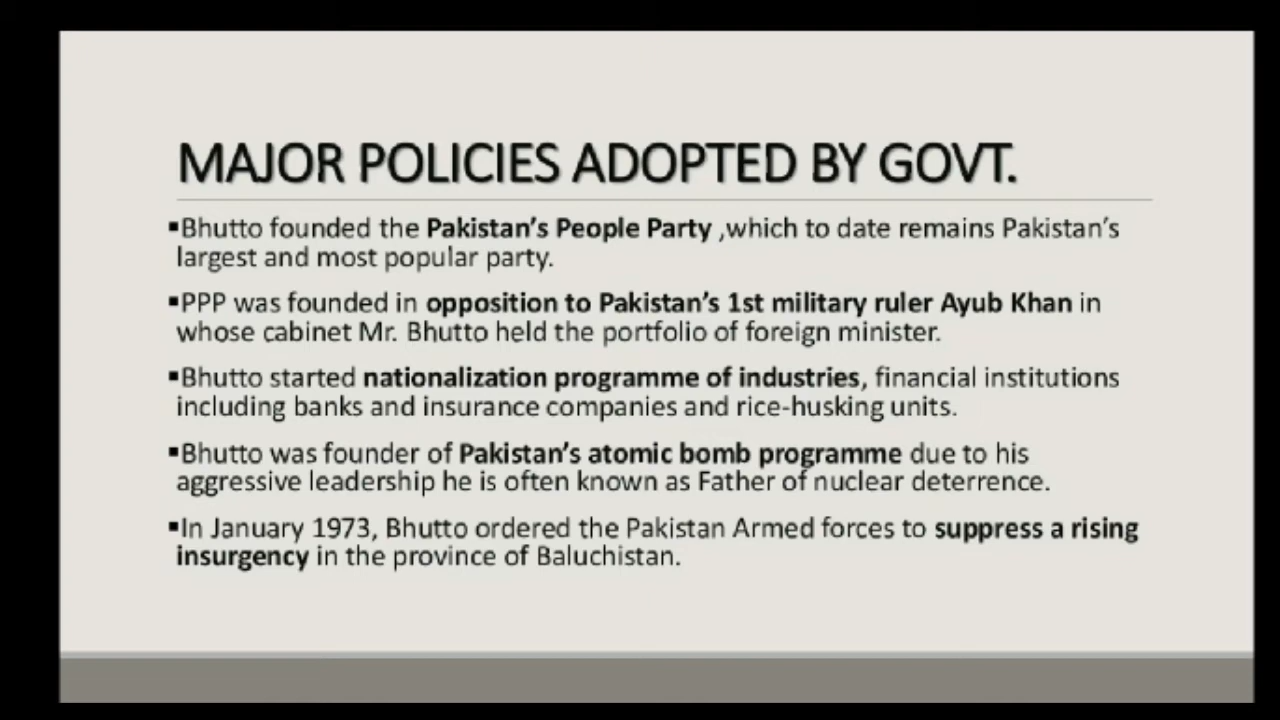 MAJOR POLICIES ADOPTED BY GOVT.
▪Bhutto founded the Pakistan's People Party ,which to date remains Pakistan's
largest and most popular party.
▪PPP was founded in opposition to Pakistan's 1st military ruler Ayub Khan in
whose cabinet Mr. Bhutto held the portfolio of foreign minister.
▪Bhutto started nationalization programme of industries, financial institutions
including banks and insurance companies and rice-husking units.
▪Bhutto was founder of Pakistan's atomic bomb programme due to his
aggressive leadership he is often known as Father of nuclear deterrence.
▪In January 1973, Bhutto ordered the Pakistan Armed forces to suppress a rising
insurgency in the province of Baluchistan.